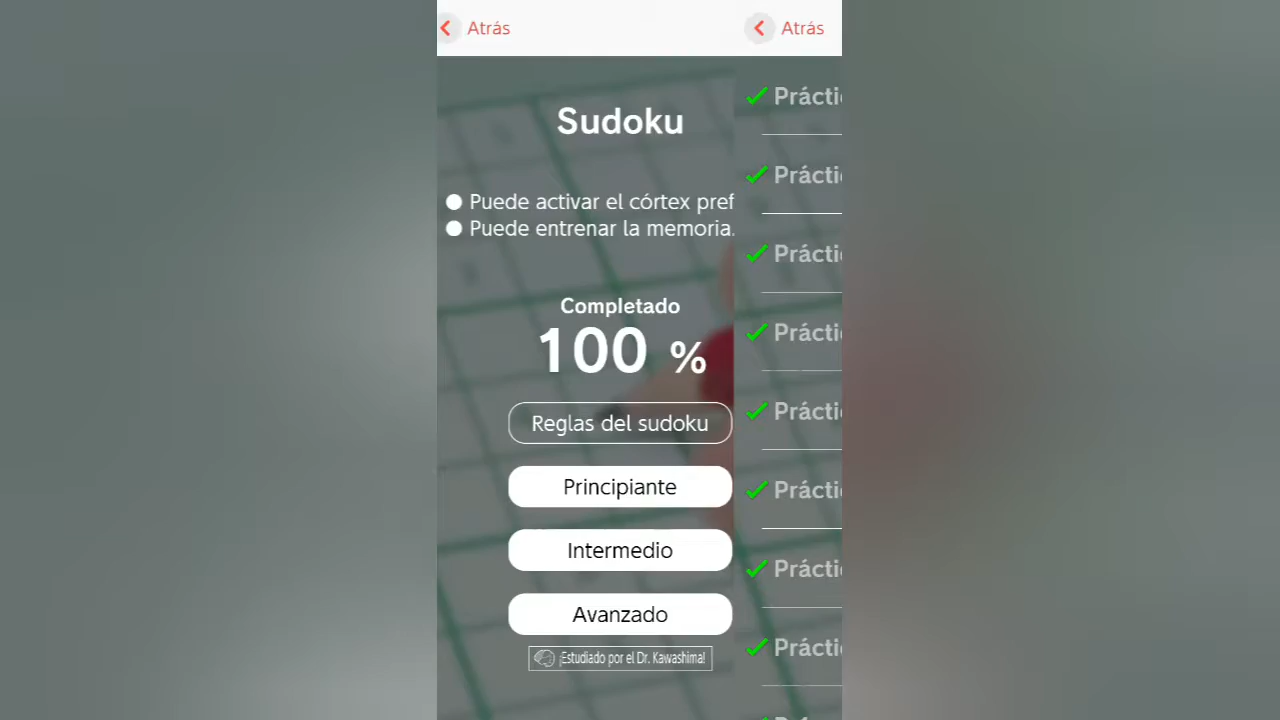 Atrás
Sudoku
Puede activar el córtex pref
Puede entrenar la memoria.
Completado
100 %
Reglas del sudoku
Principiante
Intermedio
Avanzado
¡Estudiado por el Dr. Kawashima!
Atrás
Prácti
Prácti
Prácti
Prácti
Prácti
Prácti
Prácti
Prácti